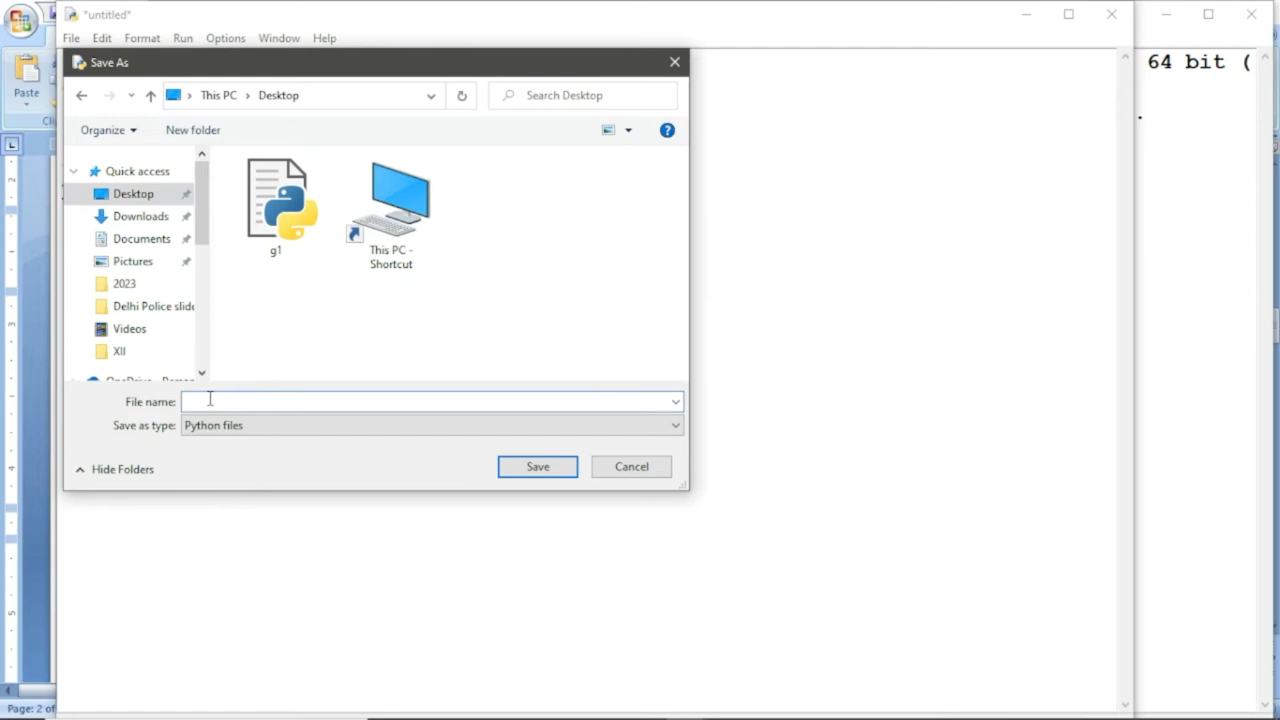 *untitled*
File Edit Format Run Options Window Help
Paste
Save As
This PC > Desktop
Search Desktop
Organize
New folder
64 bit (
.
Quick access
Desktop
Downloads
Documents
Pictures
2023
Delhi Police slide
Videos
XII
g1
This PC -
Shortcut
File name:
Save as type: Python files
Hide Folders
Save
Cancel
Page: 2 of